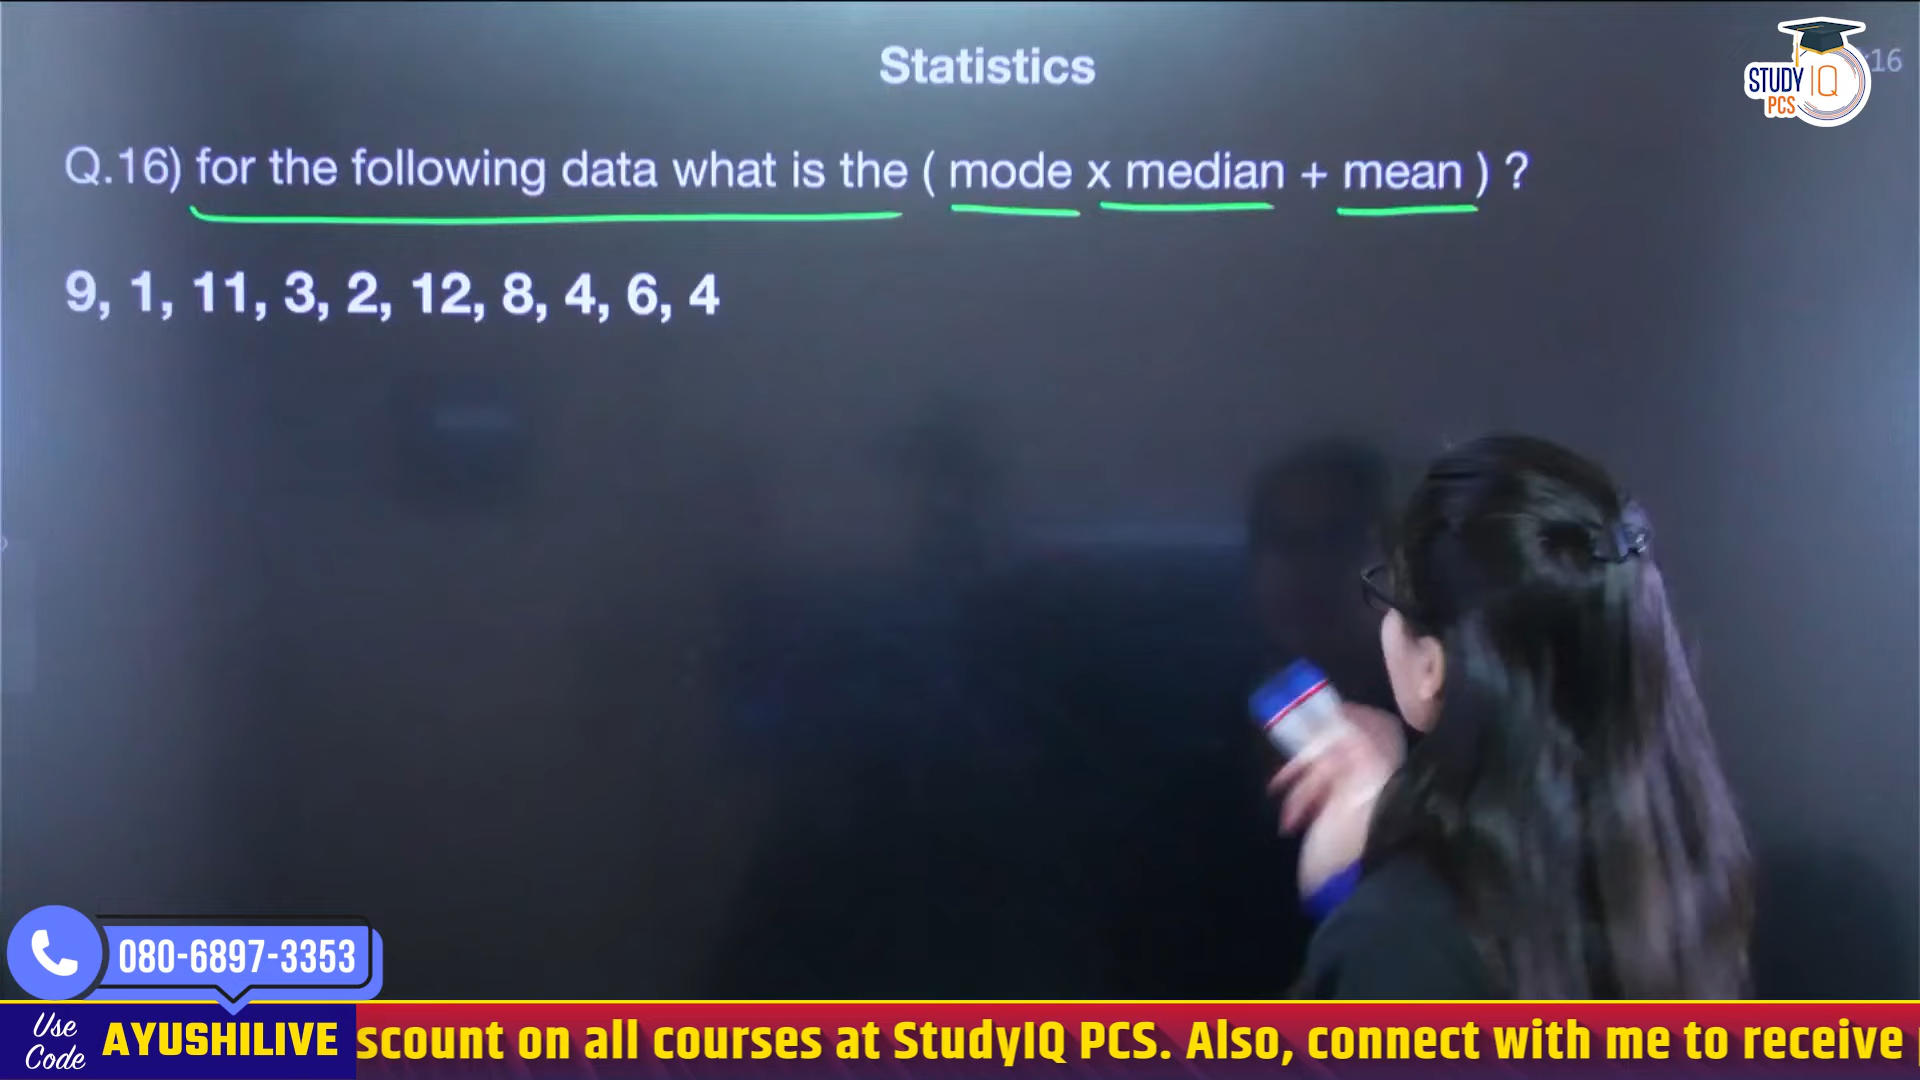 Statistics
STUDY IQ
PCS
16
Q.16) for the following data what is the ( mode x median + mean ) ?
9, 1, 11, 3, 2, 12, 8, 4, 6, 4
080-6897-3353
Use
Code
AYUSHILIVE
scount on all courses at StudyIQ PCS. Also, connect with me to receive